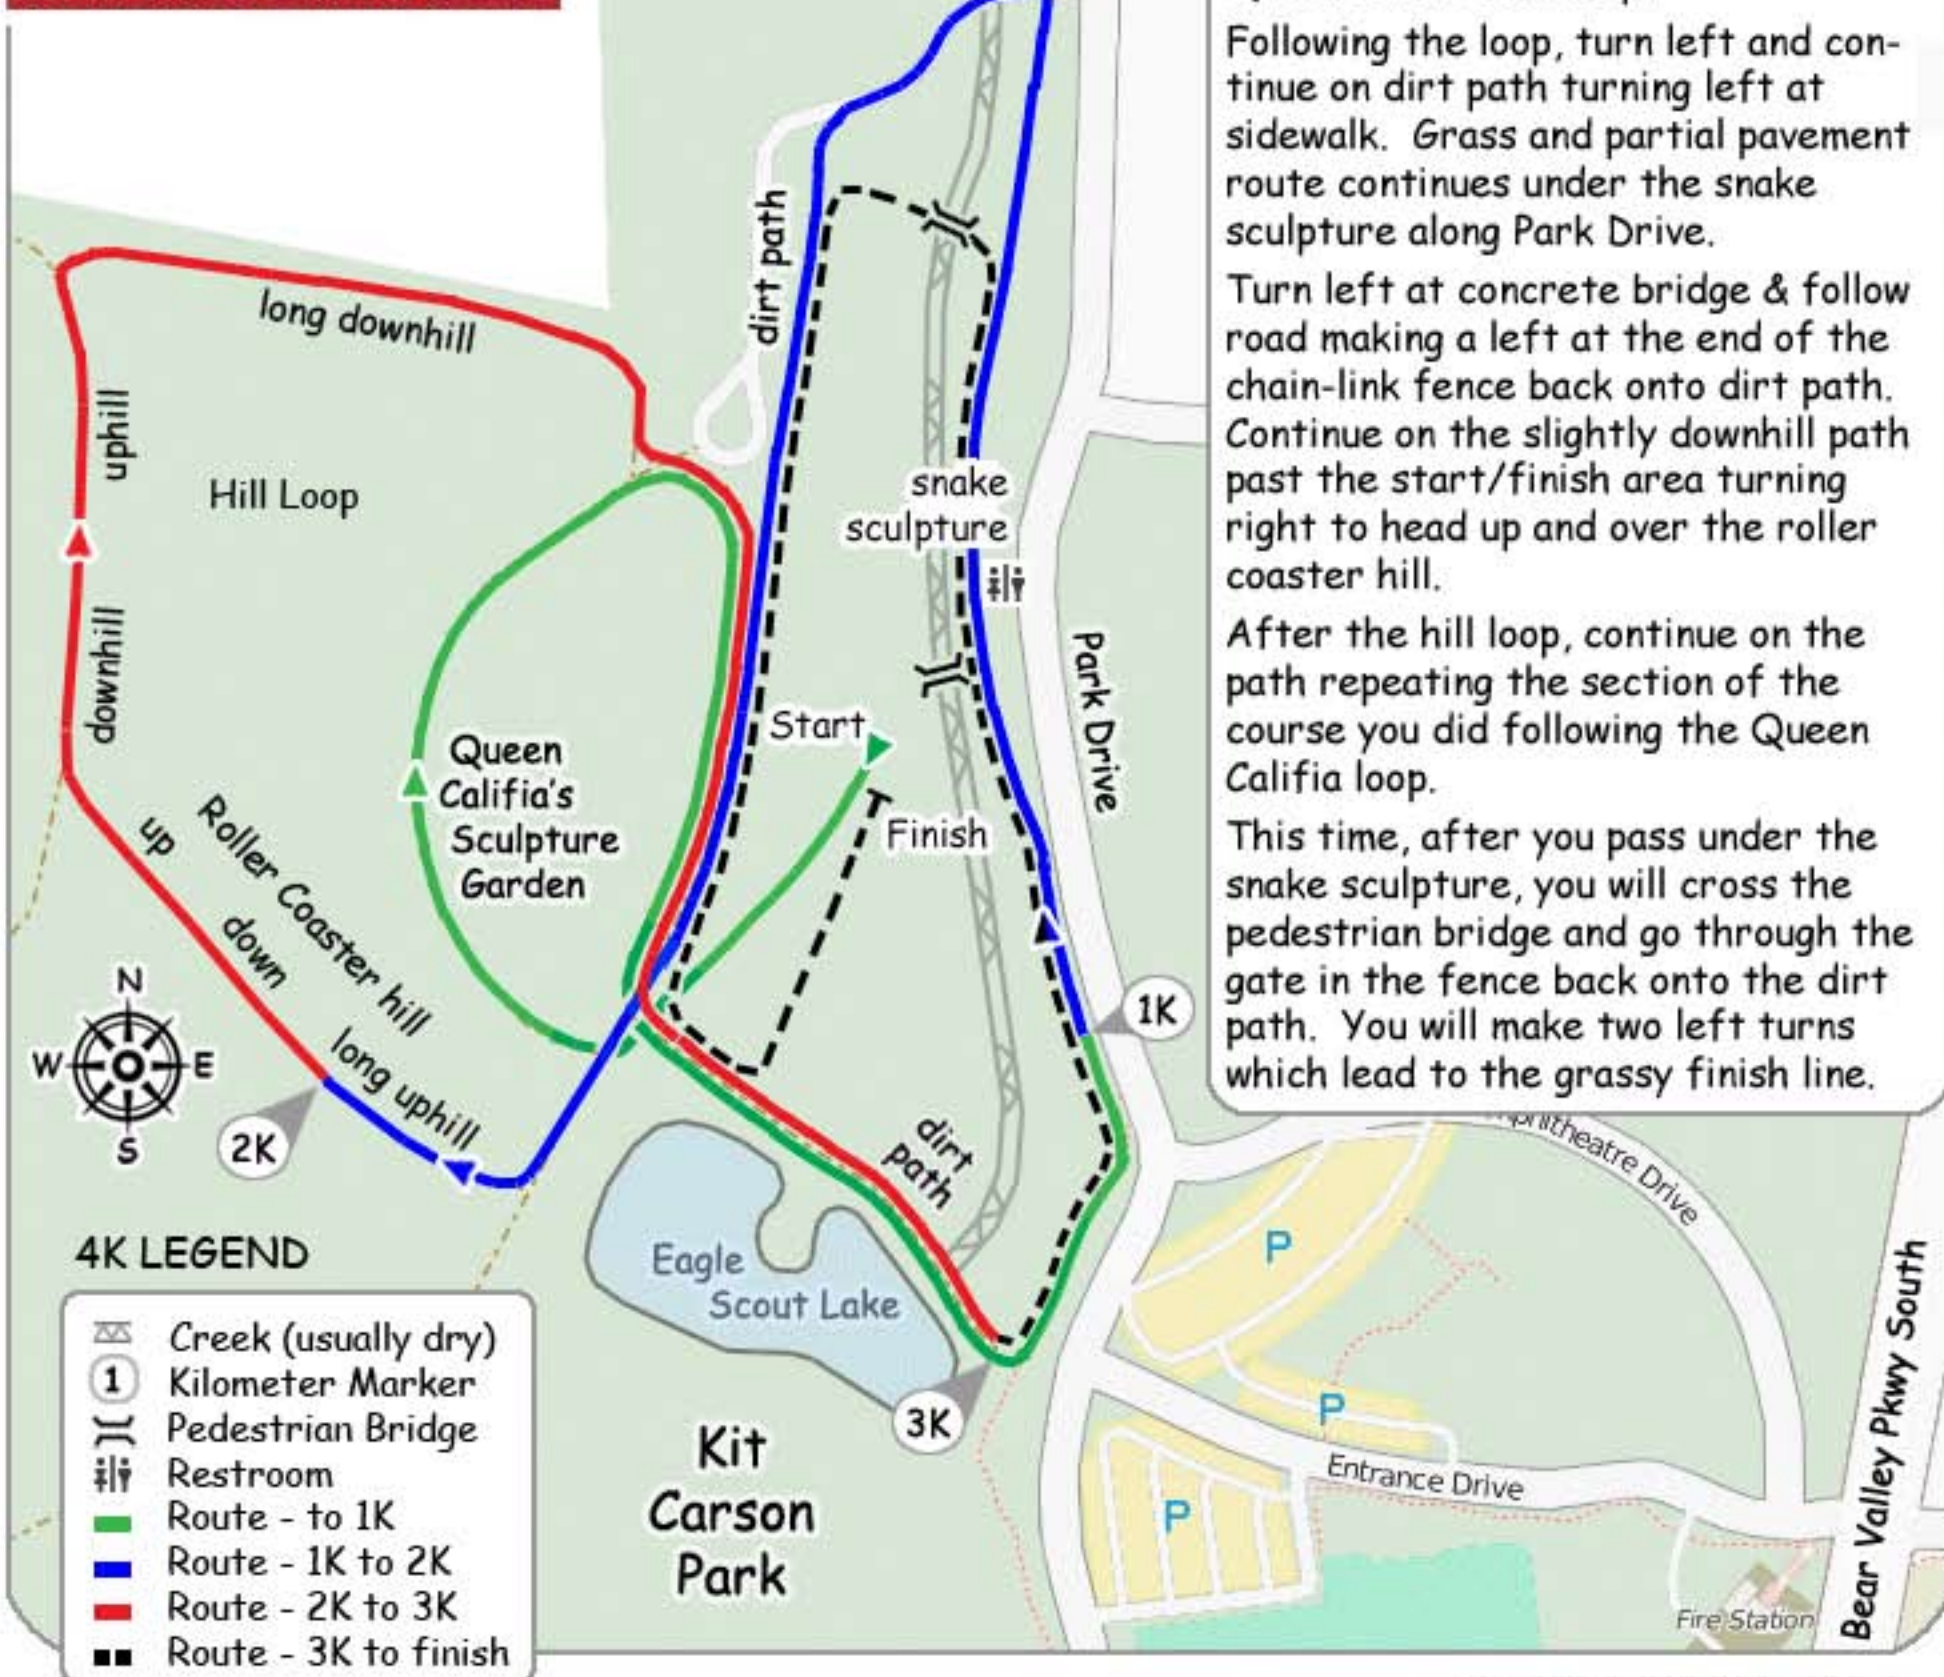 Following the loop, turn left and con-
tinue on dirt path turning left at
sidewalk. Grass and partial pavement
route continues under the snake
sculpture along Park Drive.
Turn left at concrete bridge & follow
road making a left at the end of the
chain-link fence back onto dirt path.
Continue on the slightly downhill path
past the start/finish area turning
right to head up and over the roller
coaster hill.
After the hill loop, continue on the
path repeating the section of the
course you did following the Queen
Califia loop.
This time, after you pass under the
snake sculpture, you will cross the
pedestrian bridge and go through the
gate in the fence back onto the dirt
path. You will make two left turns
which lead to the grassy finish line.
dirt path
long downhill
uphill
Hill Loop
snake
sculpture
downhill
Park Drive
Start
Queen
Califia's
Sculpture
Garden
Finish
up
Roller Coaster hill
down
long uphill
N
W
E
S
1K
2K
dirt
path
Drive
Eagle
Scout Lake
P
P
P
3K
Kit
Carson
Park
Entrance Drive
Bear Valley Pkwy South
Fire Station
4K LEGEND
Creek (usually dry)
1 Kilometer Marker
Pedestrian Bridge
Restroom
Route - to 1K
Route - 1K to 2K
Route - 2K to 3K
Route - 3K to finish